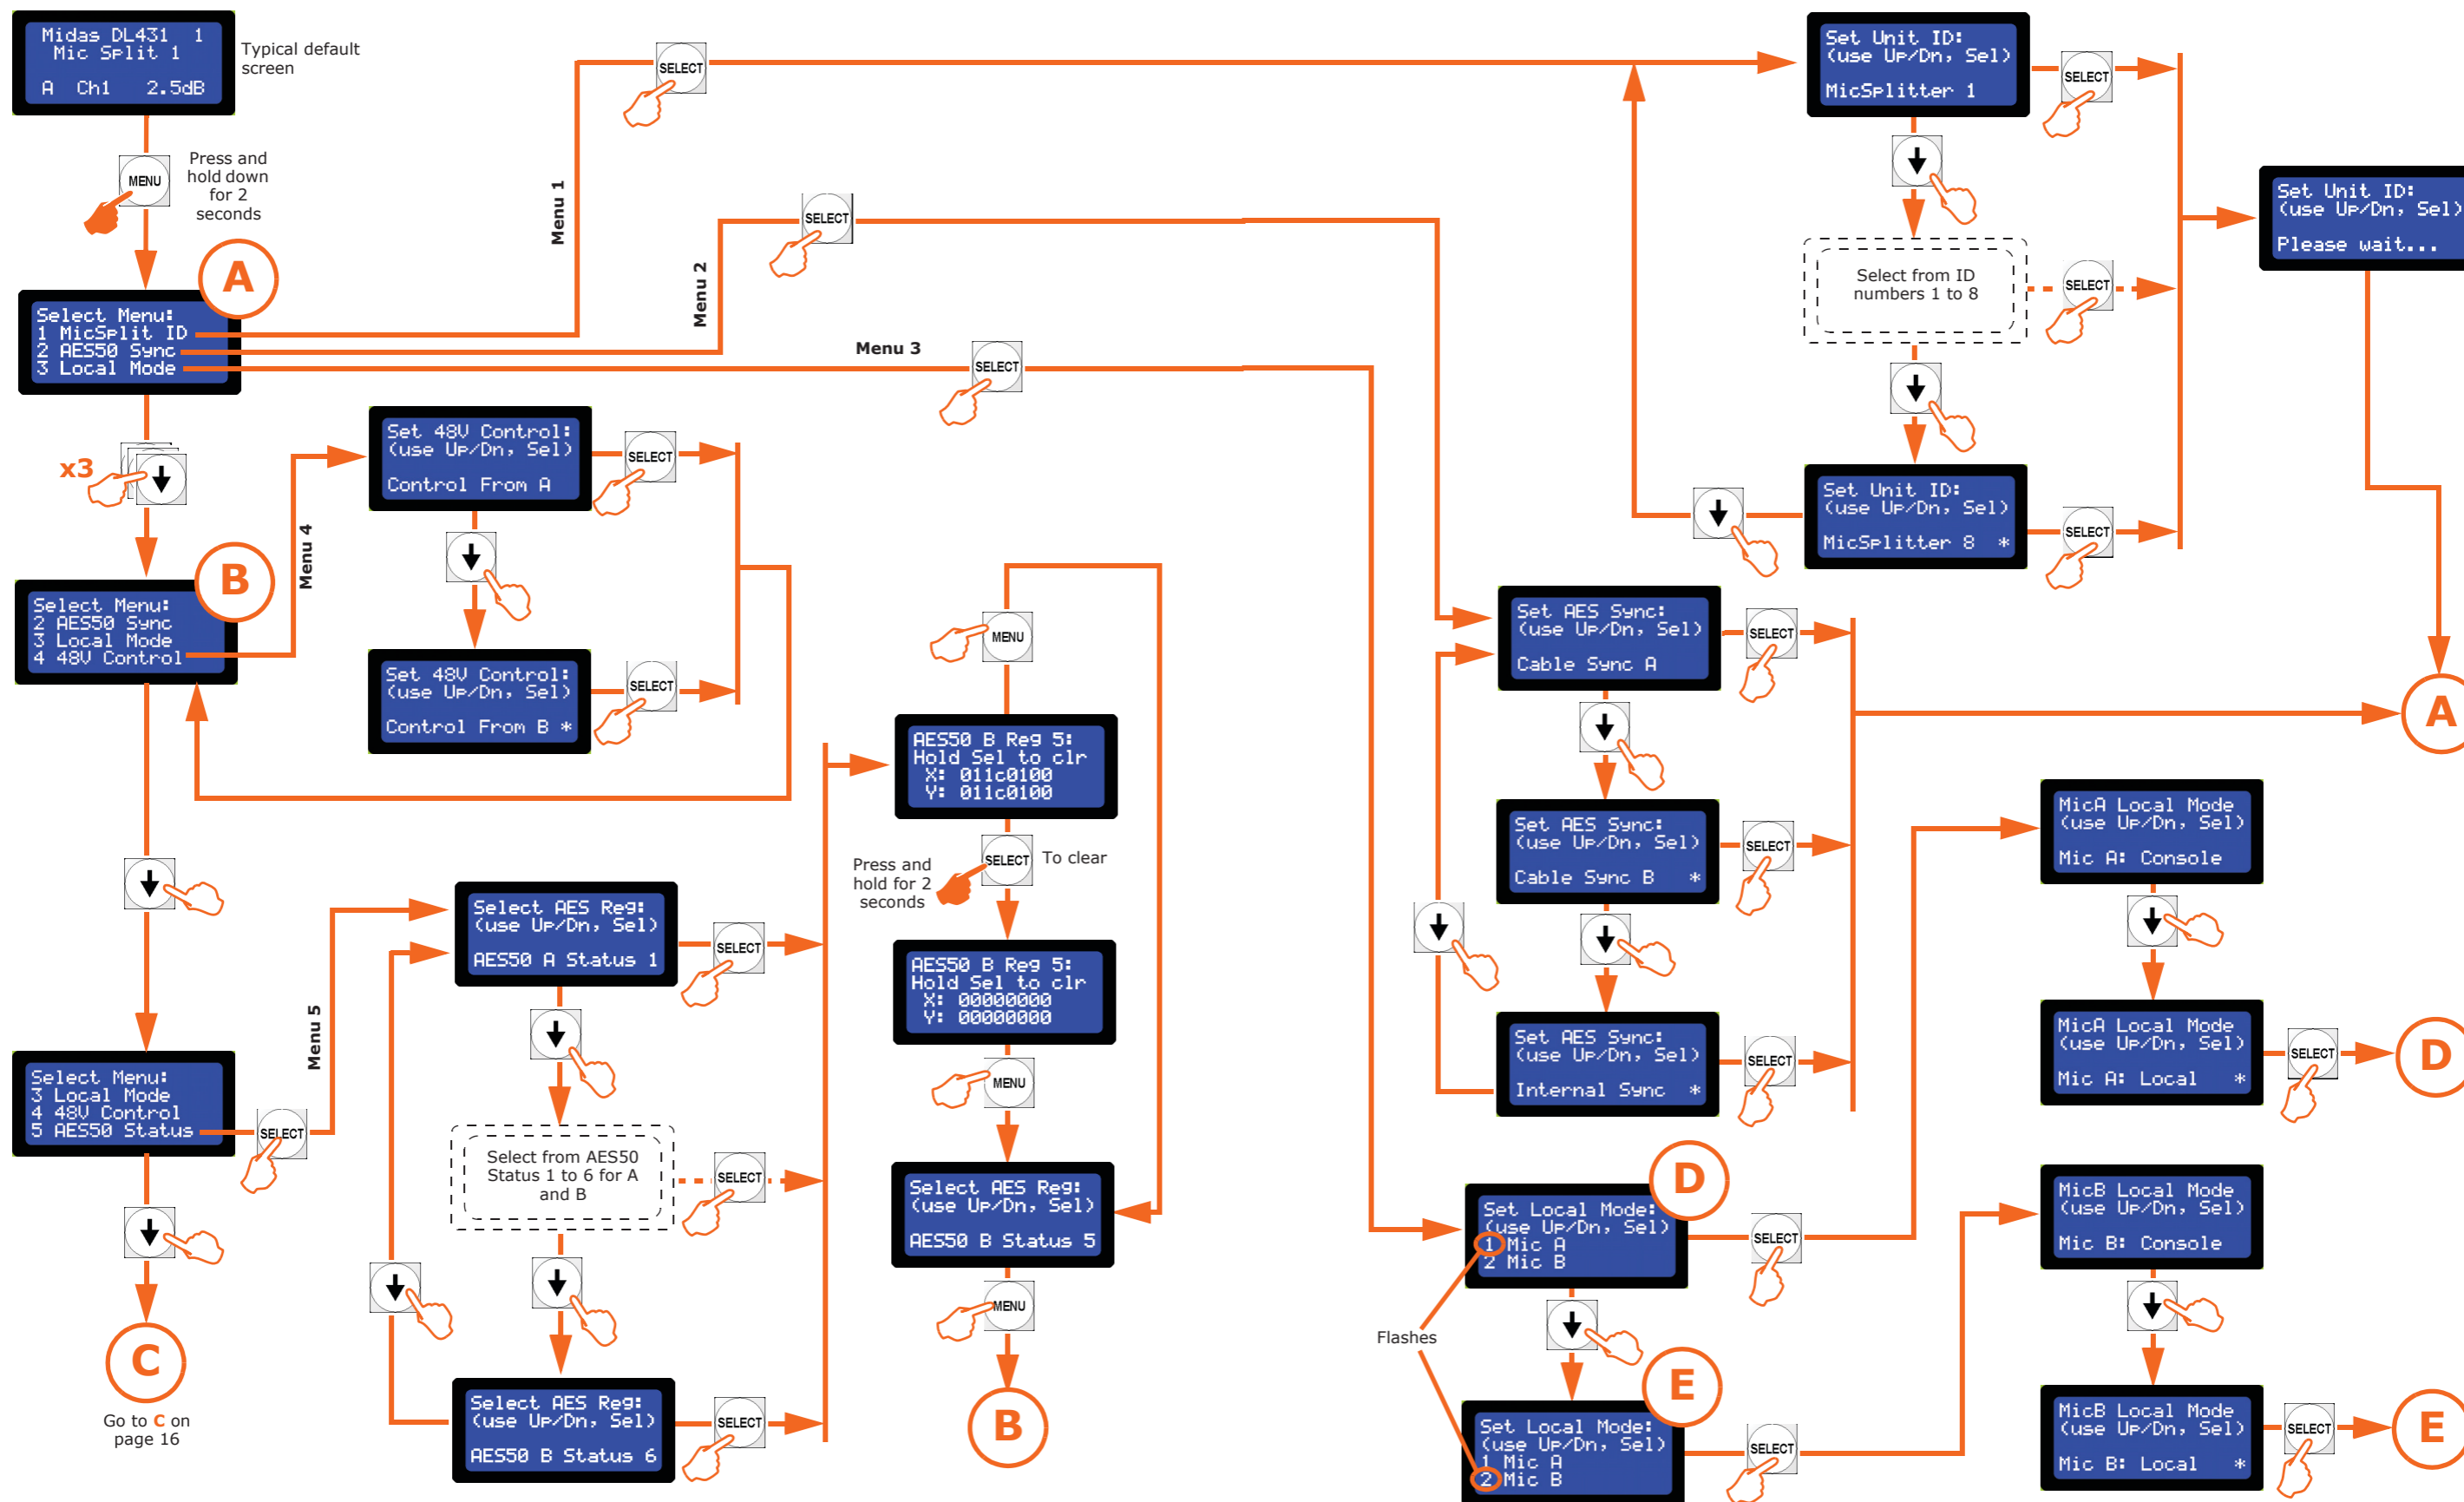 Midas DL431 1
Mic Split 1
A Ch1 2.5dB
Typical default
screen
MENU
Press and
hold down
for 2
seconds
A
Select Menu:
1 MicSplit ID
2 AES50 Sync
3 Local Mode
x3
B
Select Menu:
2 AES50 Sync
3 Local Mode
4 48V Control
Select Menu:
3 Local Mode
4 48V Control
5 AES50 Status
SELECT
C
Go to C on
page 16
Menu 1
SELECT
Menu 2
SELECT
Menu 3
SELECT
Menu 4
Set 48V Control:
(use Up/Dn, Sel)
Control From A
SELECT
Set 48V Control:
(use Up/Dn, Sel)
Control From B *
SELECT
Menu 5
Select AES Reg:
(use Up/Dn, Sel)
AES50 A Status 1
SELECT
Select from AES50
Status 1 to 6 for A
and B
SELECT
Select AES Reg:
(use Up/Dn, Sel)
AES50 B Status 6
SELECT
MENU
AES50 B Reg 5:
Hold Sel to clr
X: 011c0100
Y: 011c0100
Press and
hold for 2
seconds
SELECT
To clear
AES50 B Reg 5:
Hold Sel to clr
X: 00000000
Y: 00000000
MENU
Select AES Reg:
(use Up/Dn, Sel)
AES50 B Status 5
MENU
B
Set Unit ID:
(use Up/Dn, Sel)
MicSplitter 1
SELECT
Select from ID
numbers 1 to 8
SELECT
Set Unit ID:
(use Up/Dn, Sel)
MicSplitter 8 *
SELECT
Set Unit ID:
(use Up/Dn, Sel)
Please wait...
A
Set AES Sync:
(use Up/Dn, Sel)
Cable Sync A
SELECT
Set AES Sync:
(use Up/Dn, Sel)
Cable Sync B *
SELECT
Set AES Sync:
(use Up/Dn, Sel)
Internal Sync *
SELECT
D
Set Local Mode:
(use Up/Dn, Sel)
1 Mic A
2 Mic B
SELECT
Flashes
E
Set Local Mode:
(use Up/Dn, Sel)
1 Mic A
2 Mic B
SELECT
MicA Local Mode
(use Up/Dn, Sel)
Mic A: Console
MicA Local Mode
(use Up/Dn, Sel)
Mic A: Local *
SELECT
D
MicB Local Mode
(use Up/Dn, Sel)
Mic B: Console
MicB Local Mode
(use Up/Dn, Sel)
Mic B: Local *
SELECT
E